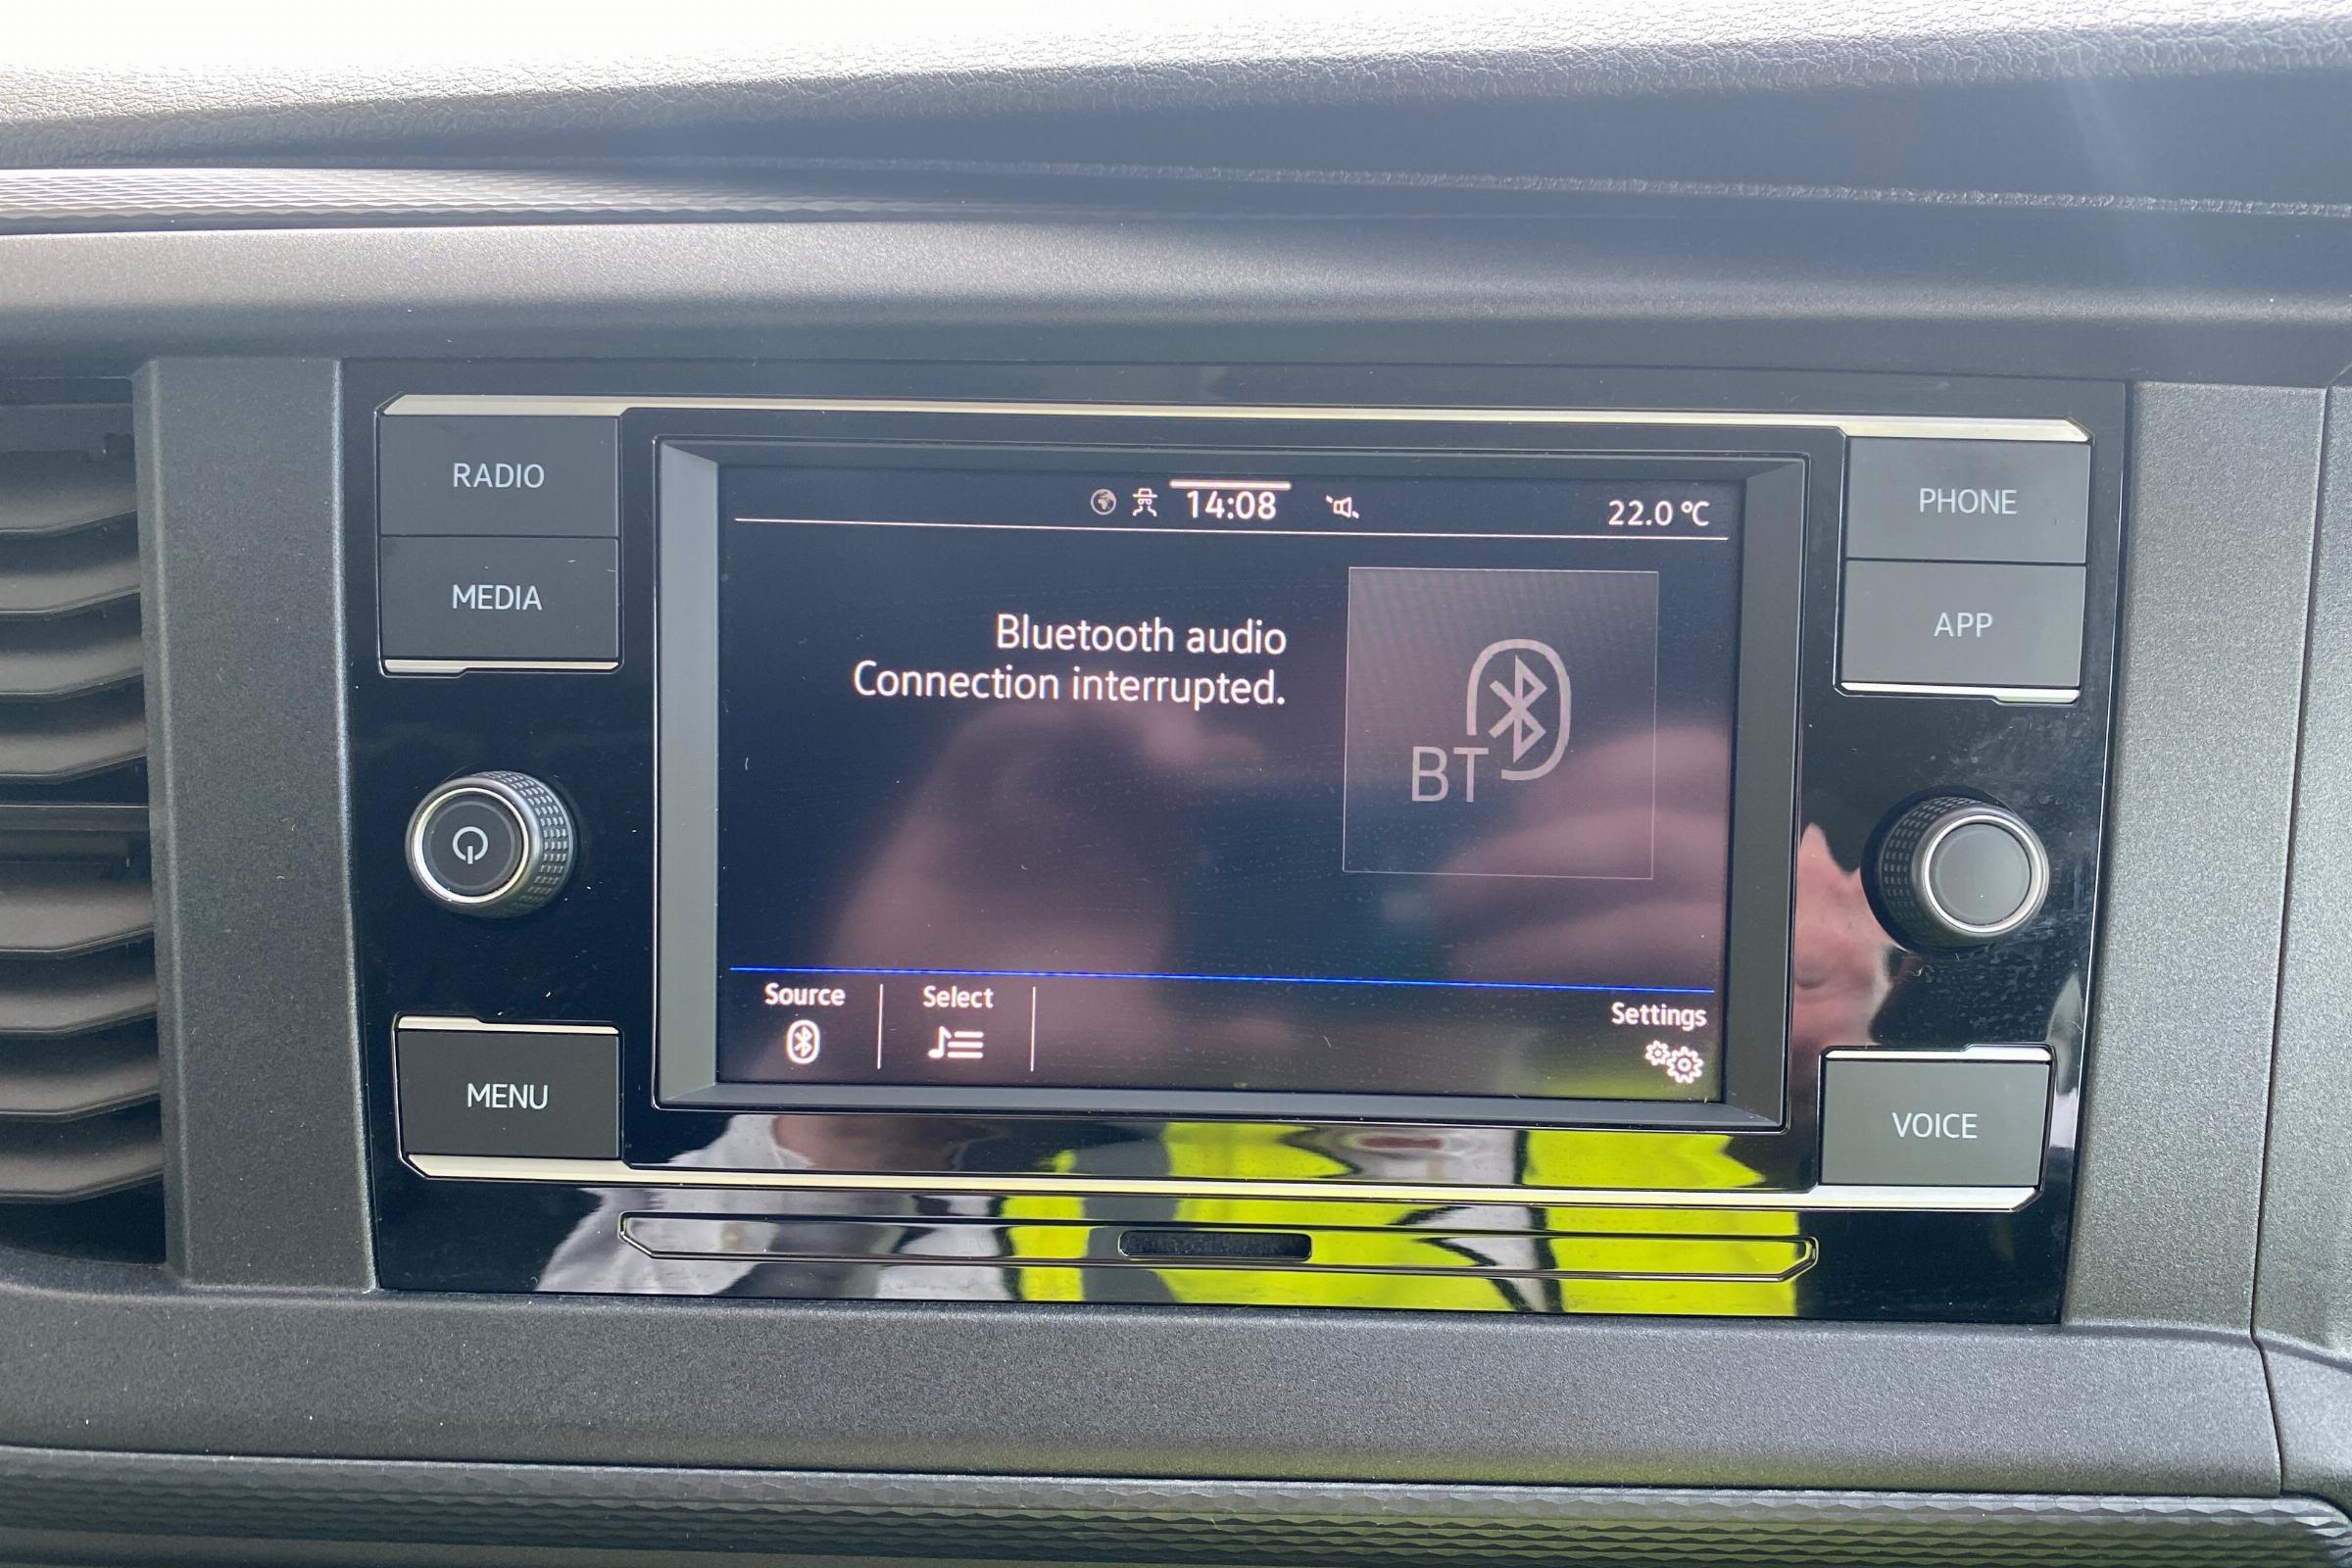 RADIO
MEDIA
MENU
14:08
22.0 °C
Bluetooth audio
Connection interrupted.
BT
Source
Select
Settings
PHONE
APP
VOICE